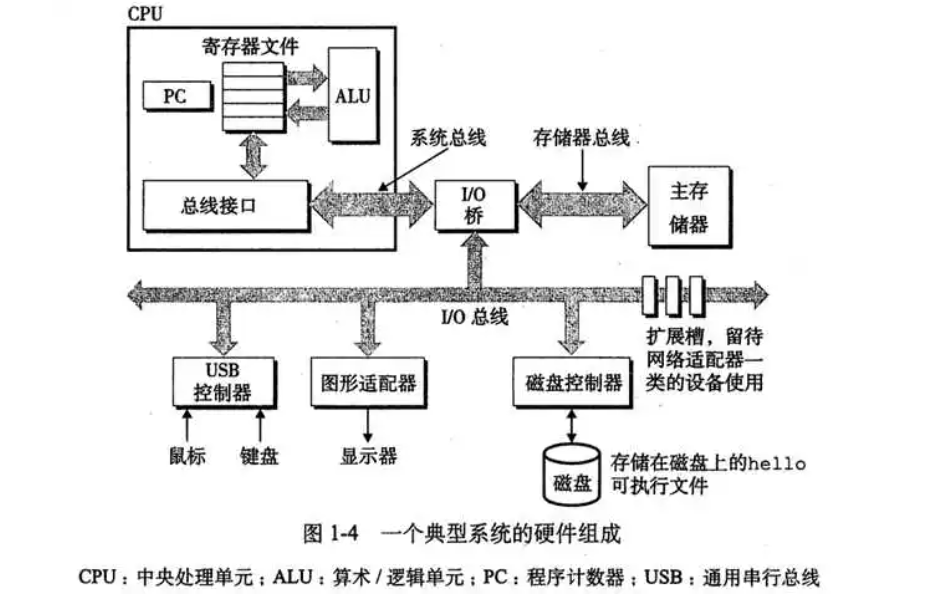 CPU
寄存器文件
PC
ALU
系统总线
存储器总线
总线接口
I/O
桥
主存
储器
I/O 总线
扩展槽，留待
网络适配器一
类的设备使用
USB
控制器
图形适配器
磁盘控制器
鼠标
键盘
显示器
磁盘
存储在磁盘上的hello
可执行文件
图 1-4 一个典型系统的硬件组成
CPU：中央处理单元；ALU：算术/逻辑单元；PC：程序计数器；USB：通用串行总线